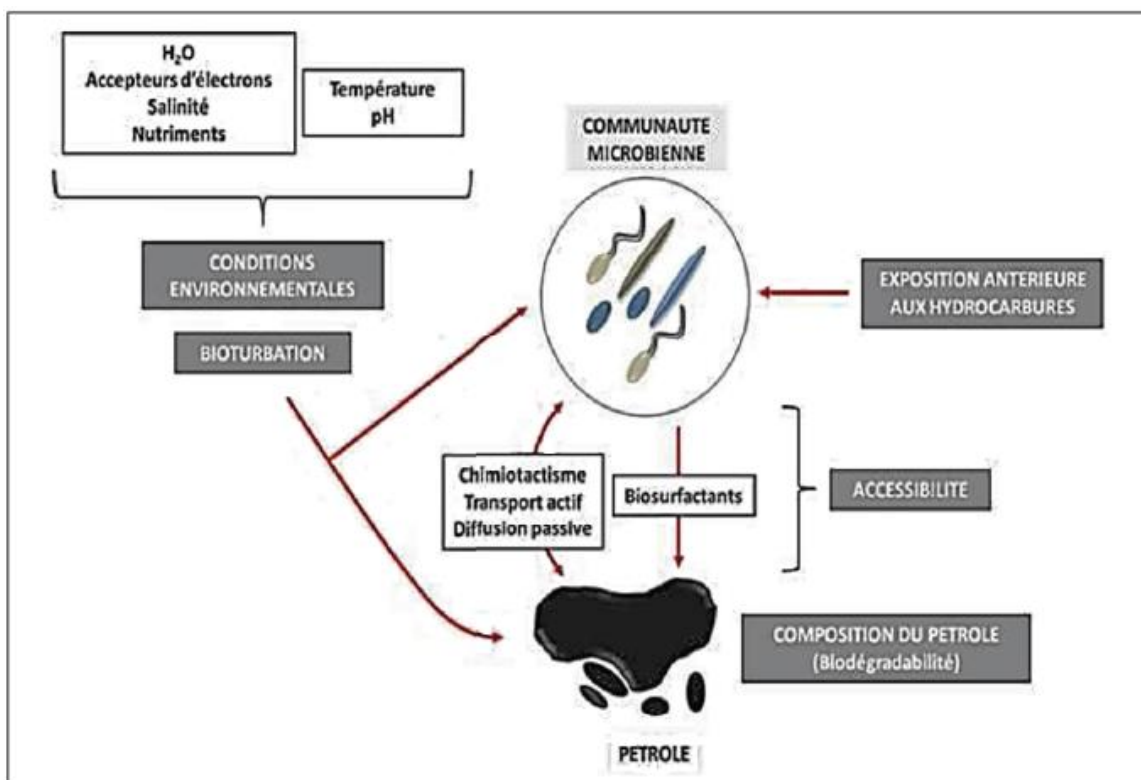 H₂O
Accepteurs d'électrons
Salinité
Nutriments
Température
pH
COMMUNAUTE
MICROBIENNE
CONDITIONS
ENVIRONNEMENTALES
BIOTURBATION
EXPOSITION ANTERIEURE
AUX HYDROCARBURES
Chimiotactisme
Transport actif
Diffusion passive
Biosurfactants
ACCESSIBILITE
COMPOSITION DU PETROLE
(Biodégradabilité)
PETROLE